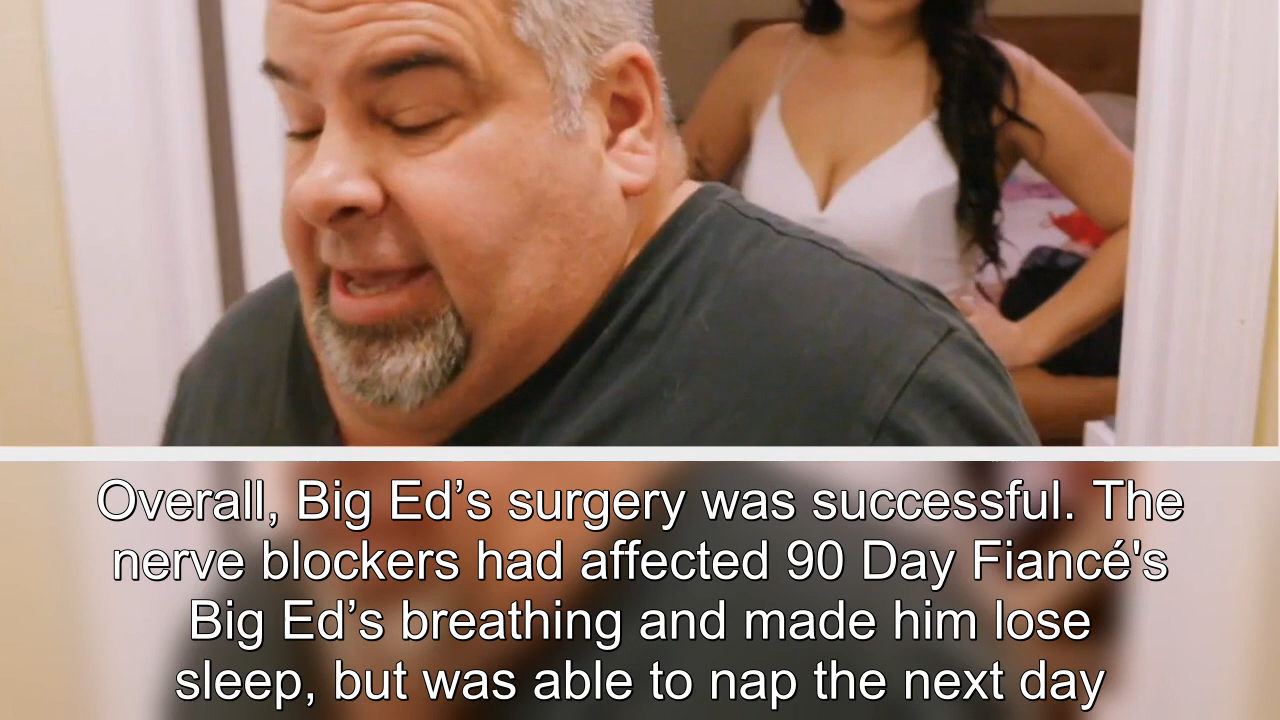 Overall, Big Ed’s surgery was successful. The
nerve blockers had affected 90 Day Fiancé's
Big Ed’s breathing and made him lose
sleep, but was able to nap the next day